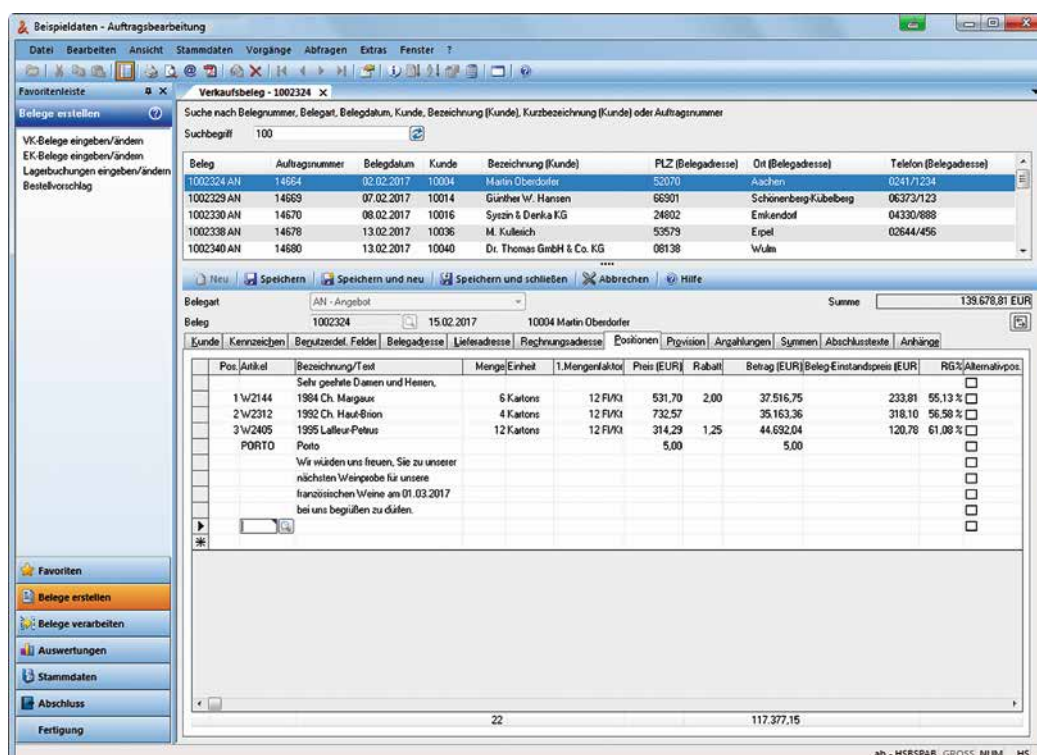 Beispieldaten - Auftragsbearbeitung
Datei Bearbeiten Ansicht Stammdaten Vorgänge Abfragen Extras Fenster ?
Favoritenliste
Verkaufsbeleg - 1002324 X
Belege erstellen
VK-Belege eingeben/ändern
EK-Belege eingeben/ändern
Lagerbuchungen eingeben/ändern
Bestellvorschlag
Suche nach Belegnummer, Belegart, Belegdatum, Kunde, Bezeichnung (Kunde), Kurzbezeichnung (Kunde) oder Auftragsnummer
Suchbegriff 100
Beleg Auftragsnummer Belegdatum Kunde Bezeichnung (Kunde) PLZ (Belegadresse) Ort (Belegadresse) Telefon (Belegadresse)
1002324 AN 14664 02.02.2017 10004 Martin Oberdorfer 52070 Aachen 0241/1234
1002329 AN 14669 07.02.2017 10014 Günther W. Hansen 66901 Schönenberg-Kübelberg 06373/123
1002330 AN 14670 08.02.2017 10016 Syszin & Denka KG 24802 Emkendorf 04330/888
1002338 AN 14678 13.02.2017 10036 M. Kullerich 53579 Erpel 02644/456
1002340 AN 14680 13.02.2017 10040 Dr. Thomas GmbH & Co. KG 08138 Wulm
Neu Speichern Speichern und neu Speichern und schließen Abbrechen Hilfe
Belegart AN - Angebot Summe 139.678,81 EUR
Beleg 1002324 15.02.2017 10004 Martin Oberdorfer
Kunde Kennzeichen Benutzerdef. Felder Belegadresse Lieferadresse Rechnungsadresse Positionen Provision Anzahlungen Summen Abschlusstexte Anhänge
Pos. Artikel Bezeichnung/Text Menge Einheit 1.Mengenfaktor Preis (EUR) Rabatt Betrag (EUR) Beleg-Einstandspreis (EUR RG% Alternativpos.
Sehr geehrte Damen und Herren,
1 W2144 1984 Ch. Margaux 6 Kartons 12 Fl/Kt 531,70 2,00 37.516,75 233,81 55,13 %
2 W2312 1992 Ch. Haut-Brion 4 Kartons 12 Fl/Kt 732,57 35.163,36 318,10 56,58 %
3 W2405 1995 Lafleur-Petrus 12 Kartons 12 Fl/Kt 314,29 1,25 44.692,04 120,78 61,08 %
PORTO Porto 5,00 5,00
Wir würden uns freuen, Sie zu unserer
nächsten Weinprobe für unsere
französischen Weine am 01.03.2017
bei uns begrüßen zu dürfen.
Favoriten
Belege erstellen
Belege verarbeiten
Auswertungen
Stammdaten
Abschluss
Fertigung
22 117.377,15
ab - HSBSPAB GROSS NUM HS